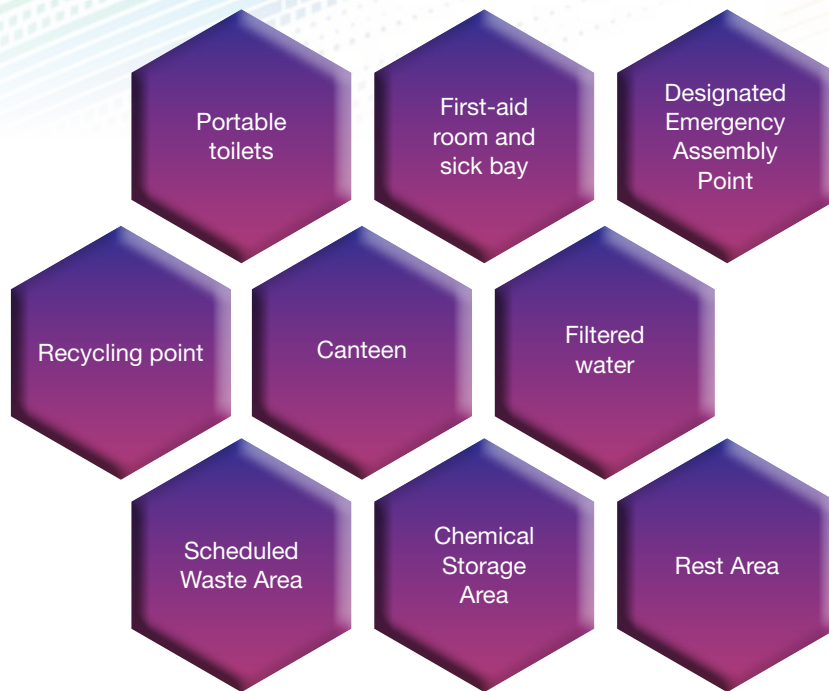 Portable
toilets
First-aid
room and
sick bay
Designated
Emergency
Assembly
Point
Recycling point
Canteen
Filtered
water
Scheduled
Waste Area
Chemical
Storage
Area
Rest Area